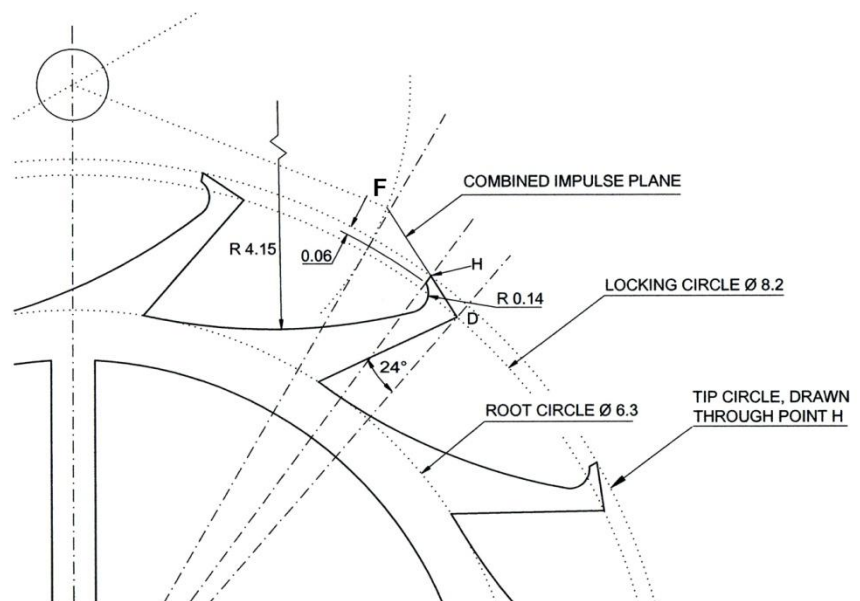 F
COMBINED IMPULSE PLANE
R 4.15
0.06
H
R 0.14
LOCKING CIRCLE Ø 8.2
D
24°
ROOT CIRCLE Ø 6.3
TIP CIRCLE, DRAWN
THROUGH POINT H